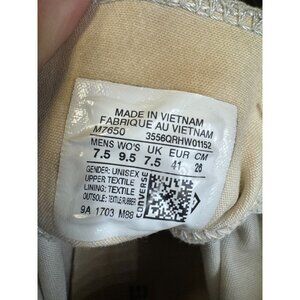 MADE IN VIETNAM
FABRIQUE AU VIETNAM
M7650 3556QRHW01152
MENS WO'S UK EUR CM
7.5 9.5 7.5 41 26
GENDER: UNISEX
UPPER: TEXTILE
LINING: TEXTILE
OUTSOLE: TEXTILE RUBBER
9A 1703 M88
CONVERSE